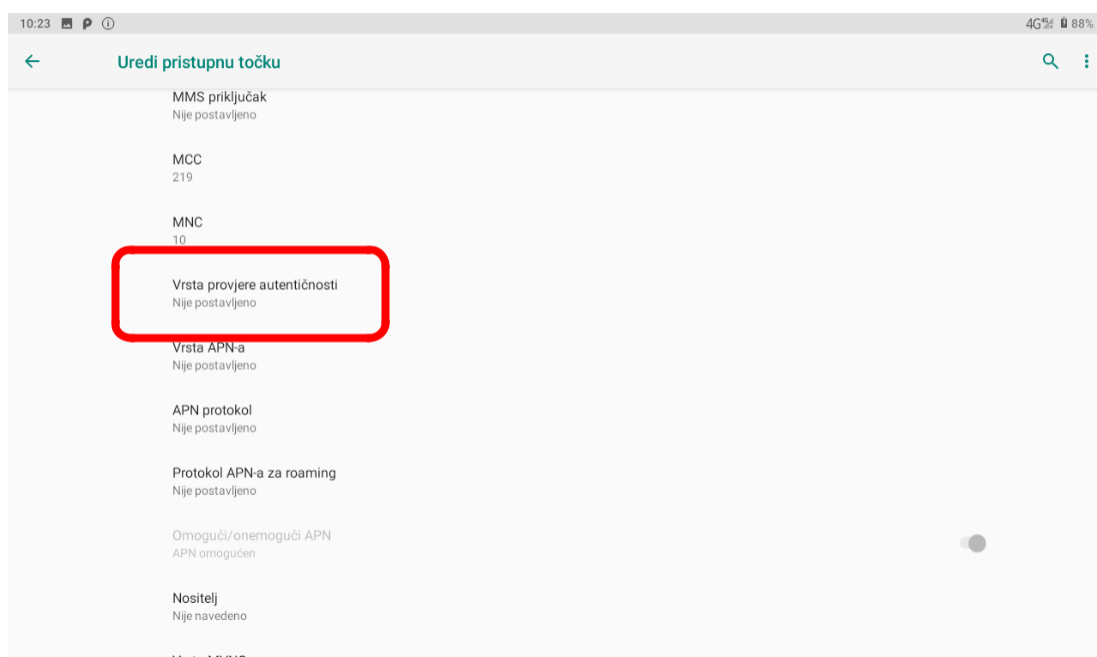 10:23
4G 88%
Uredi pristupnu točku
MMS priključak
Nije postavljeno
MCC
219
MNC
10
Vrsta provjere autentičnosti
Nije postavljeno
Vrsta APN-a
Nije postavljeno
APN protokol
Nije postavljeno
Protokol APN-a za roaming
Nije postavljeno
Omogući/onemogući APN
APN omogućen
Nositelj
Nije navedeno